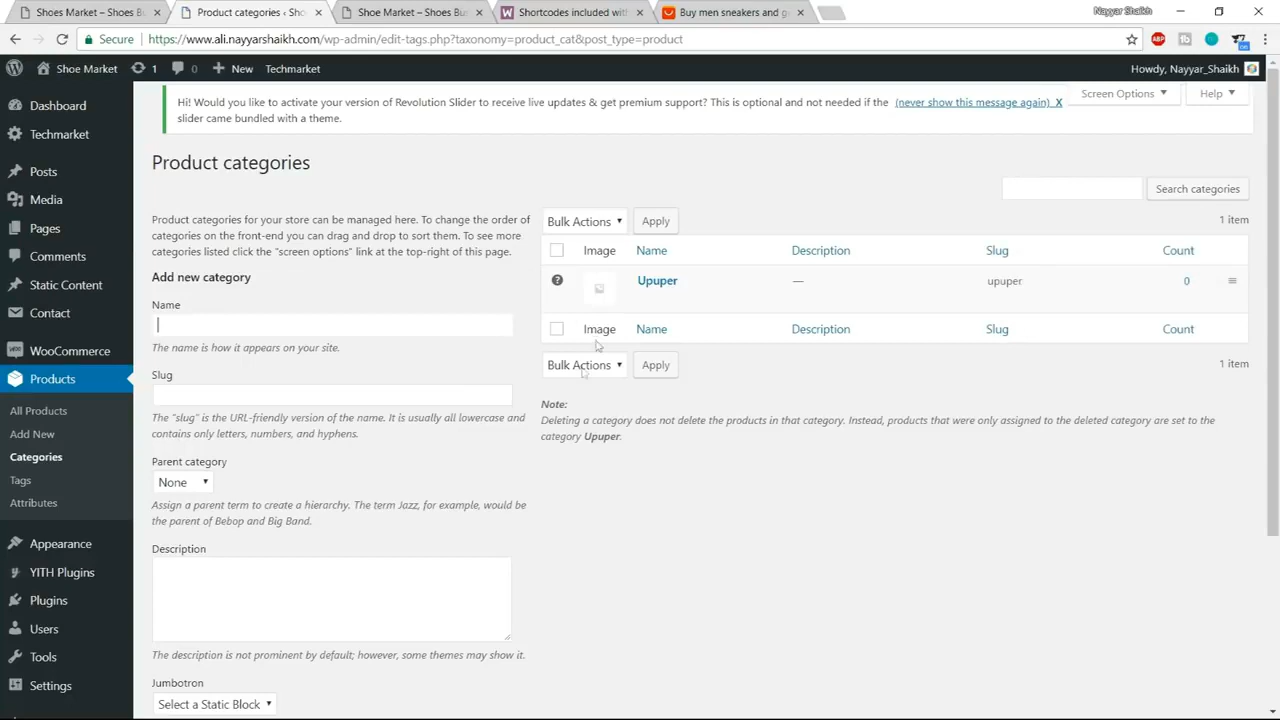 Shoes Market – Shoes Bu
Product categories ‹ Sho
Shoe Market – Shoes Bun
Shortcodes included with
Buy men sneakers and g
Nayyar Shaikh
Secure
https://www.ali.nayyarshaikh.com/wp-admin/edit-tags.php?taxonomy=product_cat&post_type=product
ABP
Shoe Market
1
0
New
Techmarket
Howdy, Nayyar_Shaikh
Dashboard
Techmarket
Posts
Media
Pages
Comments
Static Content
Contact
WooCommerce
Products
All Products
Add New
Categories
Tags
Attributes
Appearance
YITH Plugins
Plugins
Users
Tools
Settings
Hi! Would you like to activate your version of Revolution Slider to receive live updates & get premium support? This is optional and not needed if the
slider came bundled with a theme.
(never show this message again) X
Screen Options
Help
Product categories
Search categories
Product categories for your store can be managed here. To change the order of
categories on the front-end you can drag and drop to sort them. To see more
categories listed click the "screen options" link at the top-right of this page.
Add new category
Name
The name is how it appears on your site.
Slug
The "slug" is the URL-friendly version of the name. It is usually all lowercase and
contains only letters, numbers, and hyphens.
Parent category
None
Assign a parent term to create a hierarchy. The term Jazz, for example, would be
the parent of Bebop and Big Band.
Description
The description is not prominent by default; however, some themes may show it.
Jumbotron
Select a Static Block
Bulk Actions
Apply
1 item
Image
Name
Description
Slug
Count
Upuper
—
upuper
0
Image
Name
Description
Slug
Count
Bulk Actions
Apply
1 item
Note:
Deleting a category does not delete the products in that category. Instead, products that were only assigned to the deleted category are set to the
category Upuper.